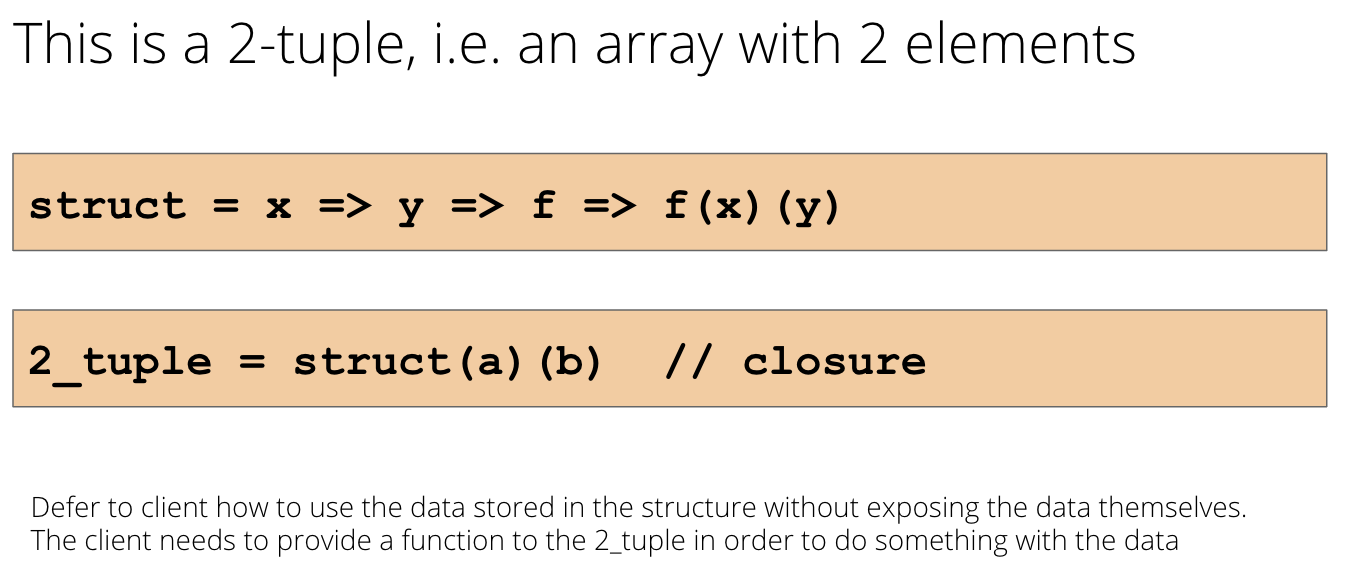 This is a 2-tuple, i.e. an array with 2 elements
struct = x => y => f => f(x)(y)
2_tuple = struct(a)(b)  // closure
Defer to client how to use the data stored in the structure without exposing the data themselves.
The client needs to provide a function to the 2_tuple in order to do something with the data